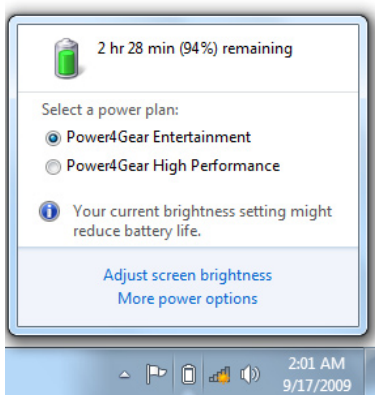 2 hr 28 min (94%) remaining
Select a power plan:
Power4Gear Entertainment
Power4Gear High Performance
Your current brightness setting might
reduce battery life.
Adjust screen brightness
More power options
2:01 AM
9/17/2009